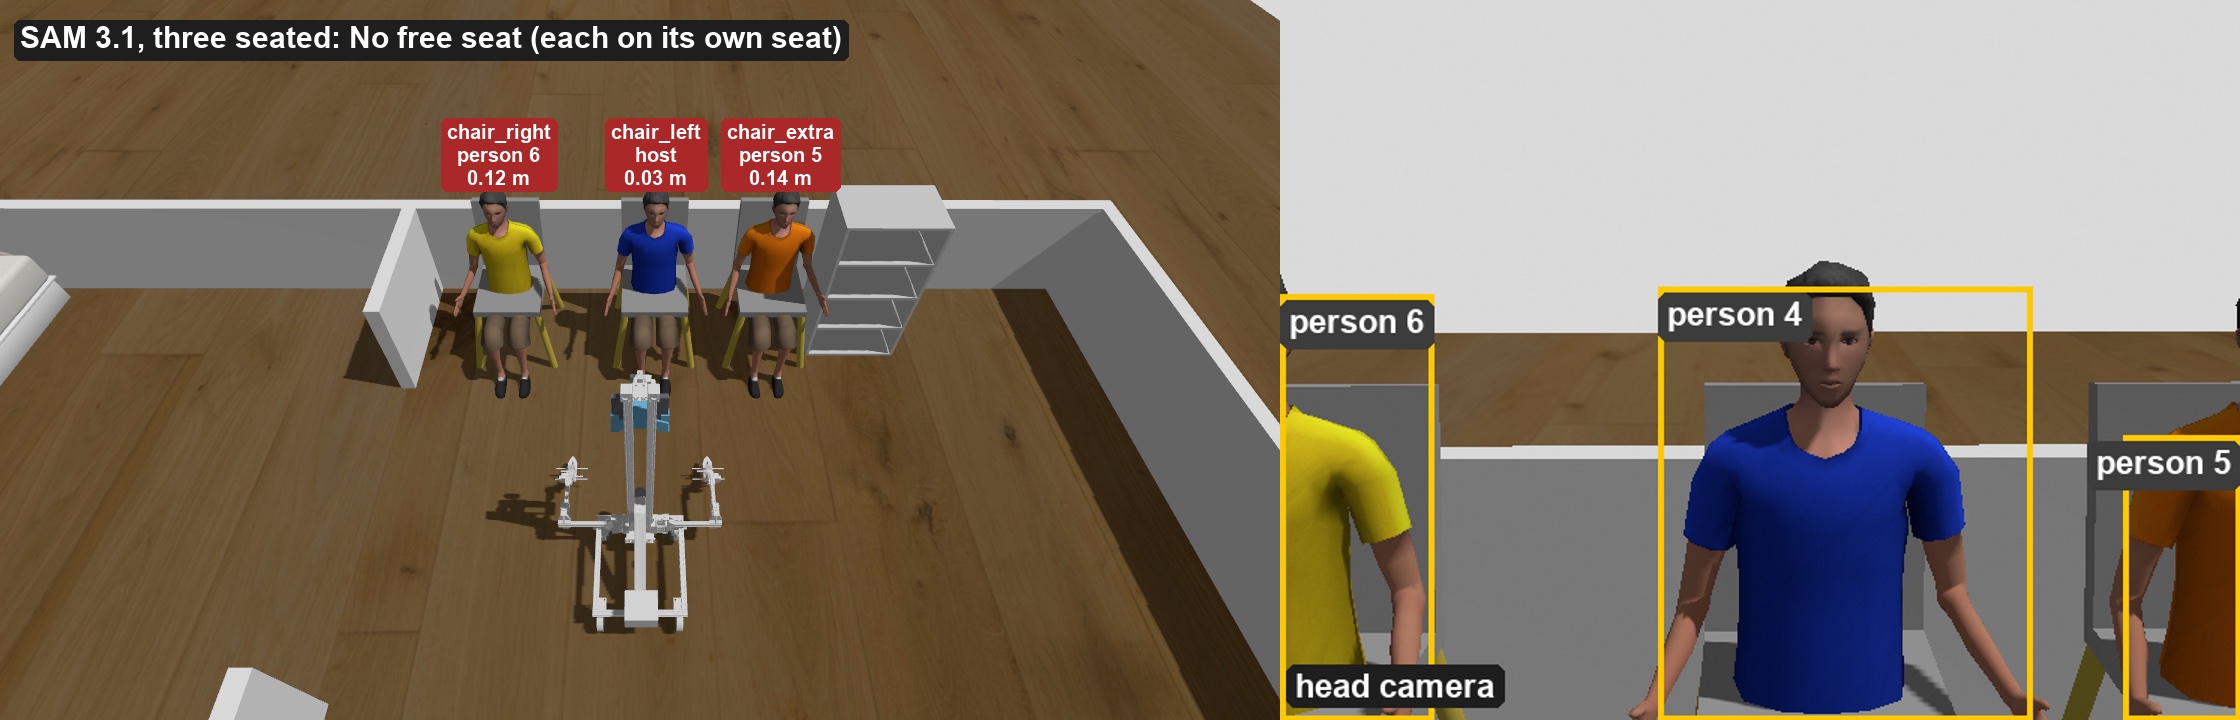 SAM 3.1, three seated: No free seat (each on its own seat)
chair_right
person 6
0.12 m
chair_left
host
0.03 m
chair_extra
person 5
0.14 m
person 6
person 4
person 5
head camera